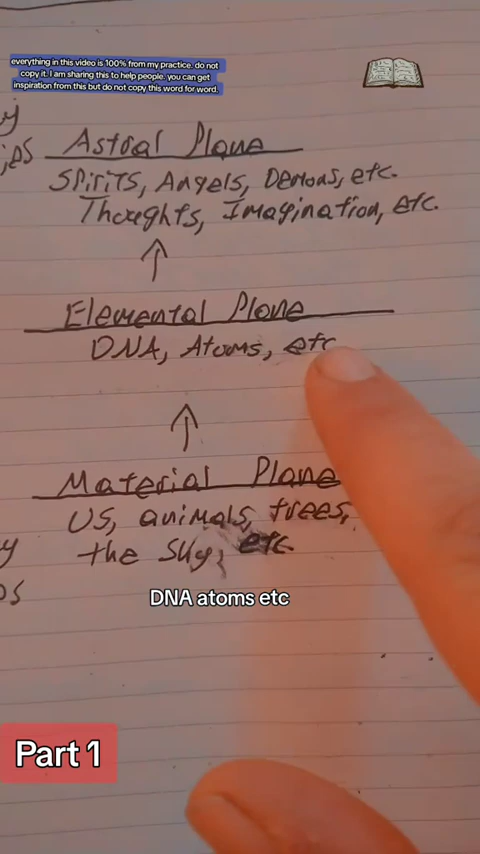 everything in this video is 100% from my practice. do not
copy it. I am sharing this to help people. you can get
inspiration from this but do not copy this word for word.
Astral Plane
Spirits, Angels, Demons, etc.
Thoughts, Imagination, etc.
Elemental Plane
DNA, Atoms, etc
Material Plane
US, animals, trees,
the sky, etc
DNA atoms etc
Part 1